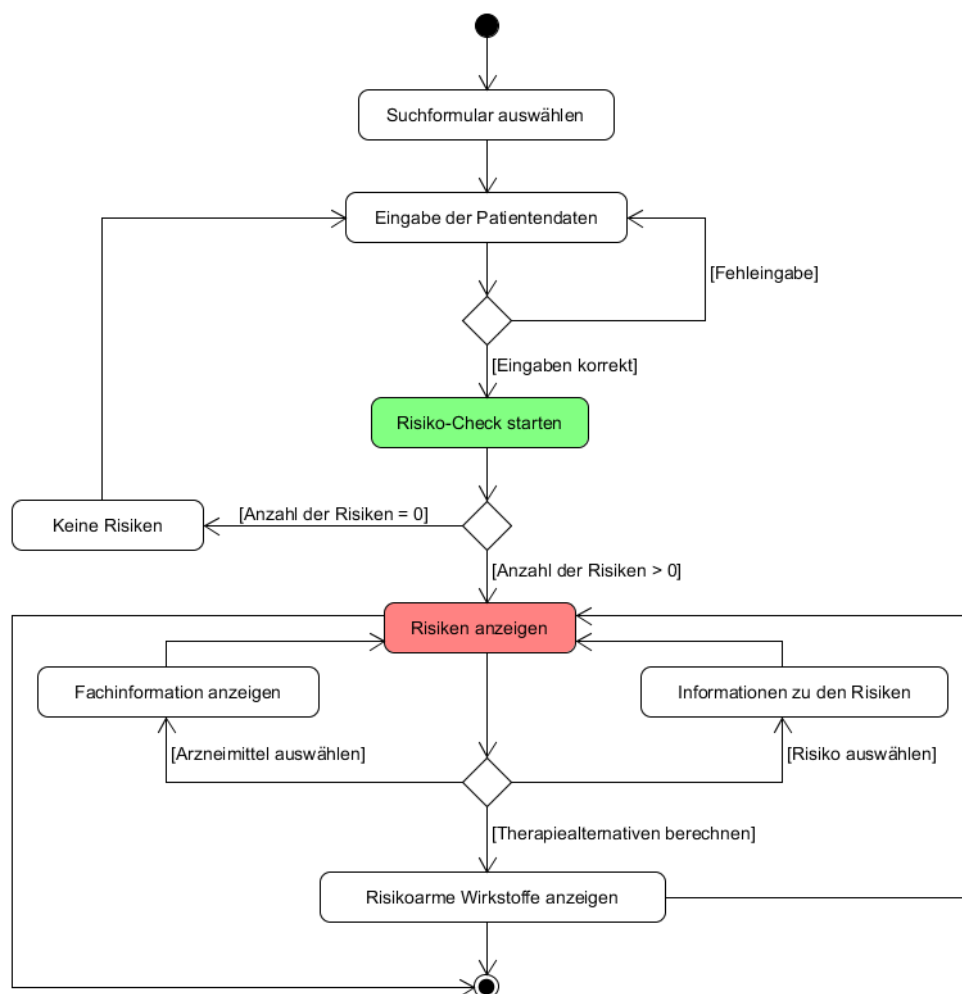 Suchformular auswählen
Eingabe der Patientendaten
[Fehleingabe]
[Eingaben korrekt]
Risiko-Check starten
Keine Risiken
[Anzahl der Risiken = 0]
[Anzahl der Risiken > 0]
Risiken anzeigen
Fachinformation anzeigen
Informationen zu den Risiken
[Arzneimittel auswählen]
[Risiko auswählen]
[Therapiealternativen berechnen]
Risikoarme Wirkstoffe anzeigen